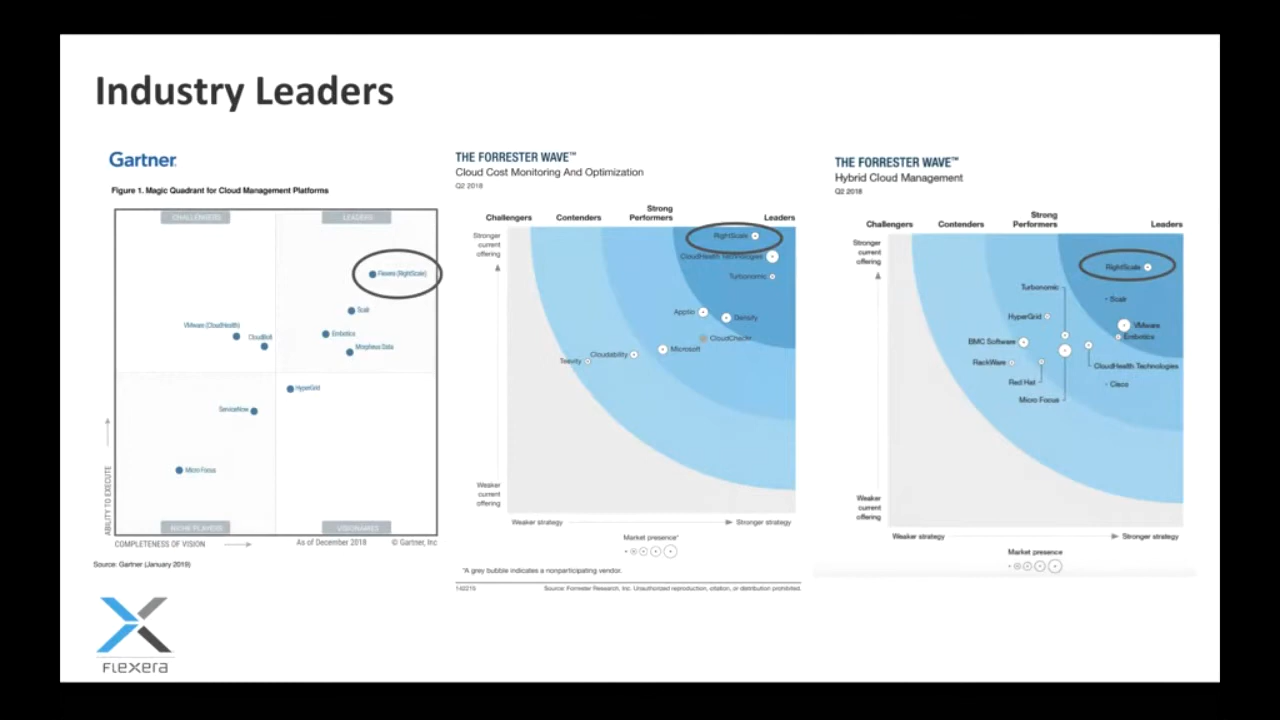 Industry Leaders
Gartner
Figure 1. Magic Quadrant for Cloud Management Platforms
CHALLENGERS
LEADERS
Flexera (RightScale)
Scalr
VMware (CloudHealth)
CloudBolt
Embotics
Morpheus Data
HyperGrid
ServiceNow
Micro Focus
ABILITY TO EXECUTE
NICHE PLAYERS
VISIONARIES
COMPLETENESS OF VISION
As of December 2018
© Gartner, Inc
Source: Gartner (January 2019)
THE FORRESTER WAVE™
Cloud Cost Monitoring And Optimization
Q2 2018
Challengers
Contenders
Strong
Performers
Leaders
Stronger
current
offering
RightScale
CloudHealth Technologies
Turbonomic
Apptio
Densify
CloudCheckr
Microsoft
Cloudability
Teevity
Weaker
current
offering
Weaker strategy
Stronger strategy
Market presence*
*A grey bubble indicates a nonparticipating vendor.
142215
Source: Forrester Research, Inc. Unauthorized reproduction, citation, or distribution prohibited.
THE FORRESTER WAVE™
Hybrid Cloud Management
Q2 2018
Challengers
Contenders
Strong
Performers
Leaders
Stronger
current
offering
RightScale
Turbonomic
Scalr
HyperGrid
VMware
Embotics
BMC Software
RackWare
CloudHealth Technologies
Red Hat
Cisco
Micro Focus
Weaker
current
offering
Weaker strategy
Stronger strategy
Market presence
FLEXERA